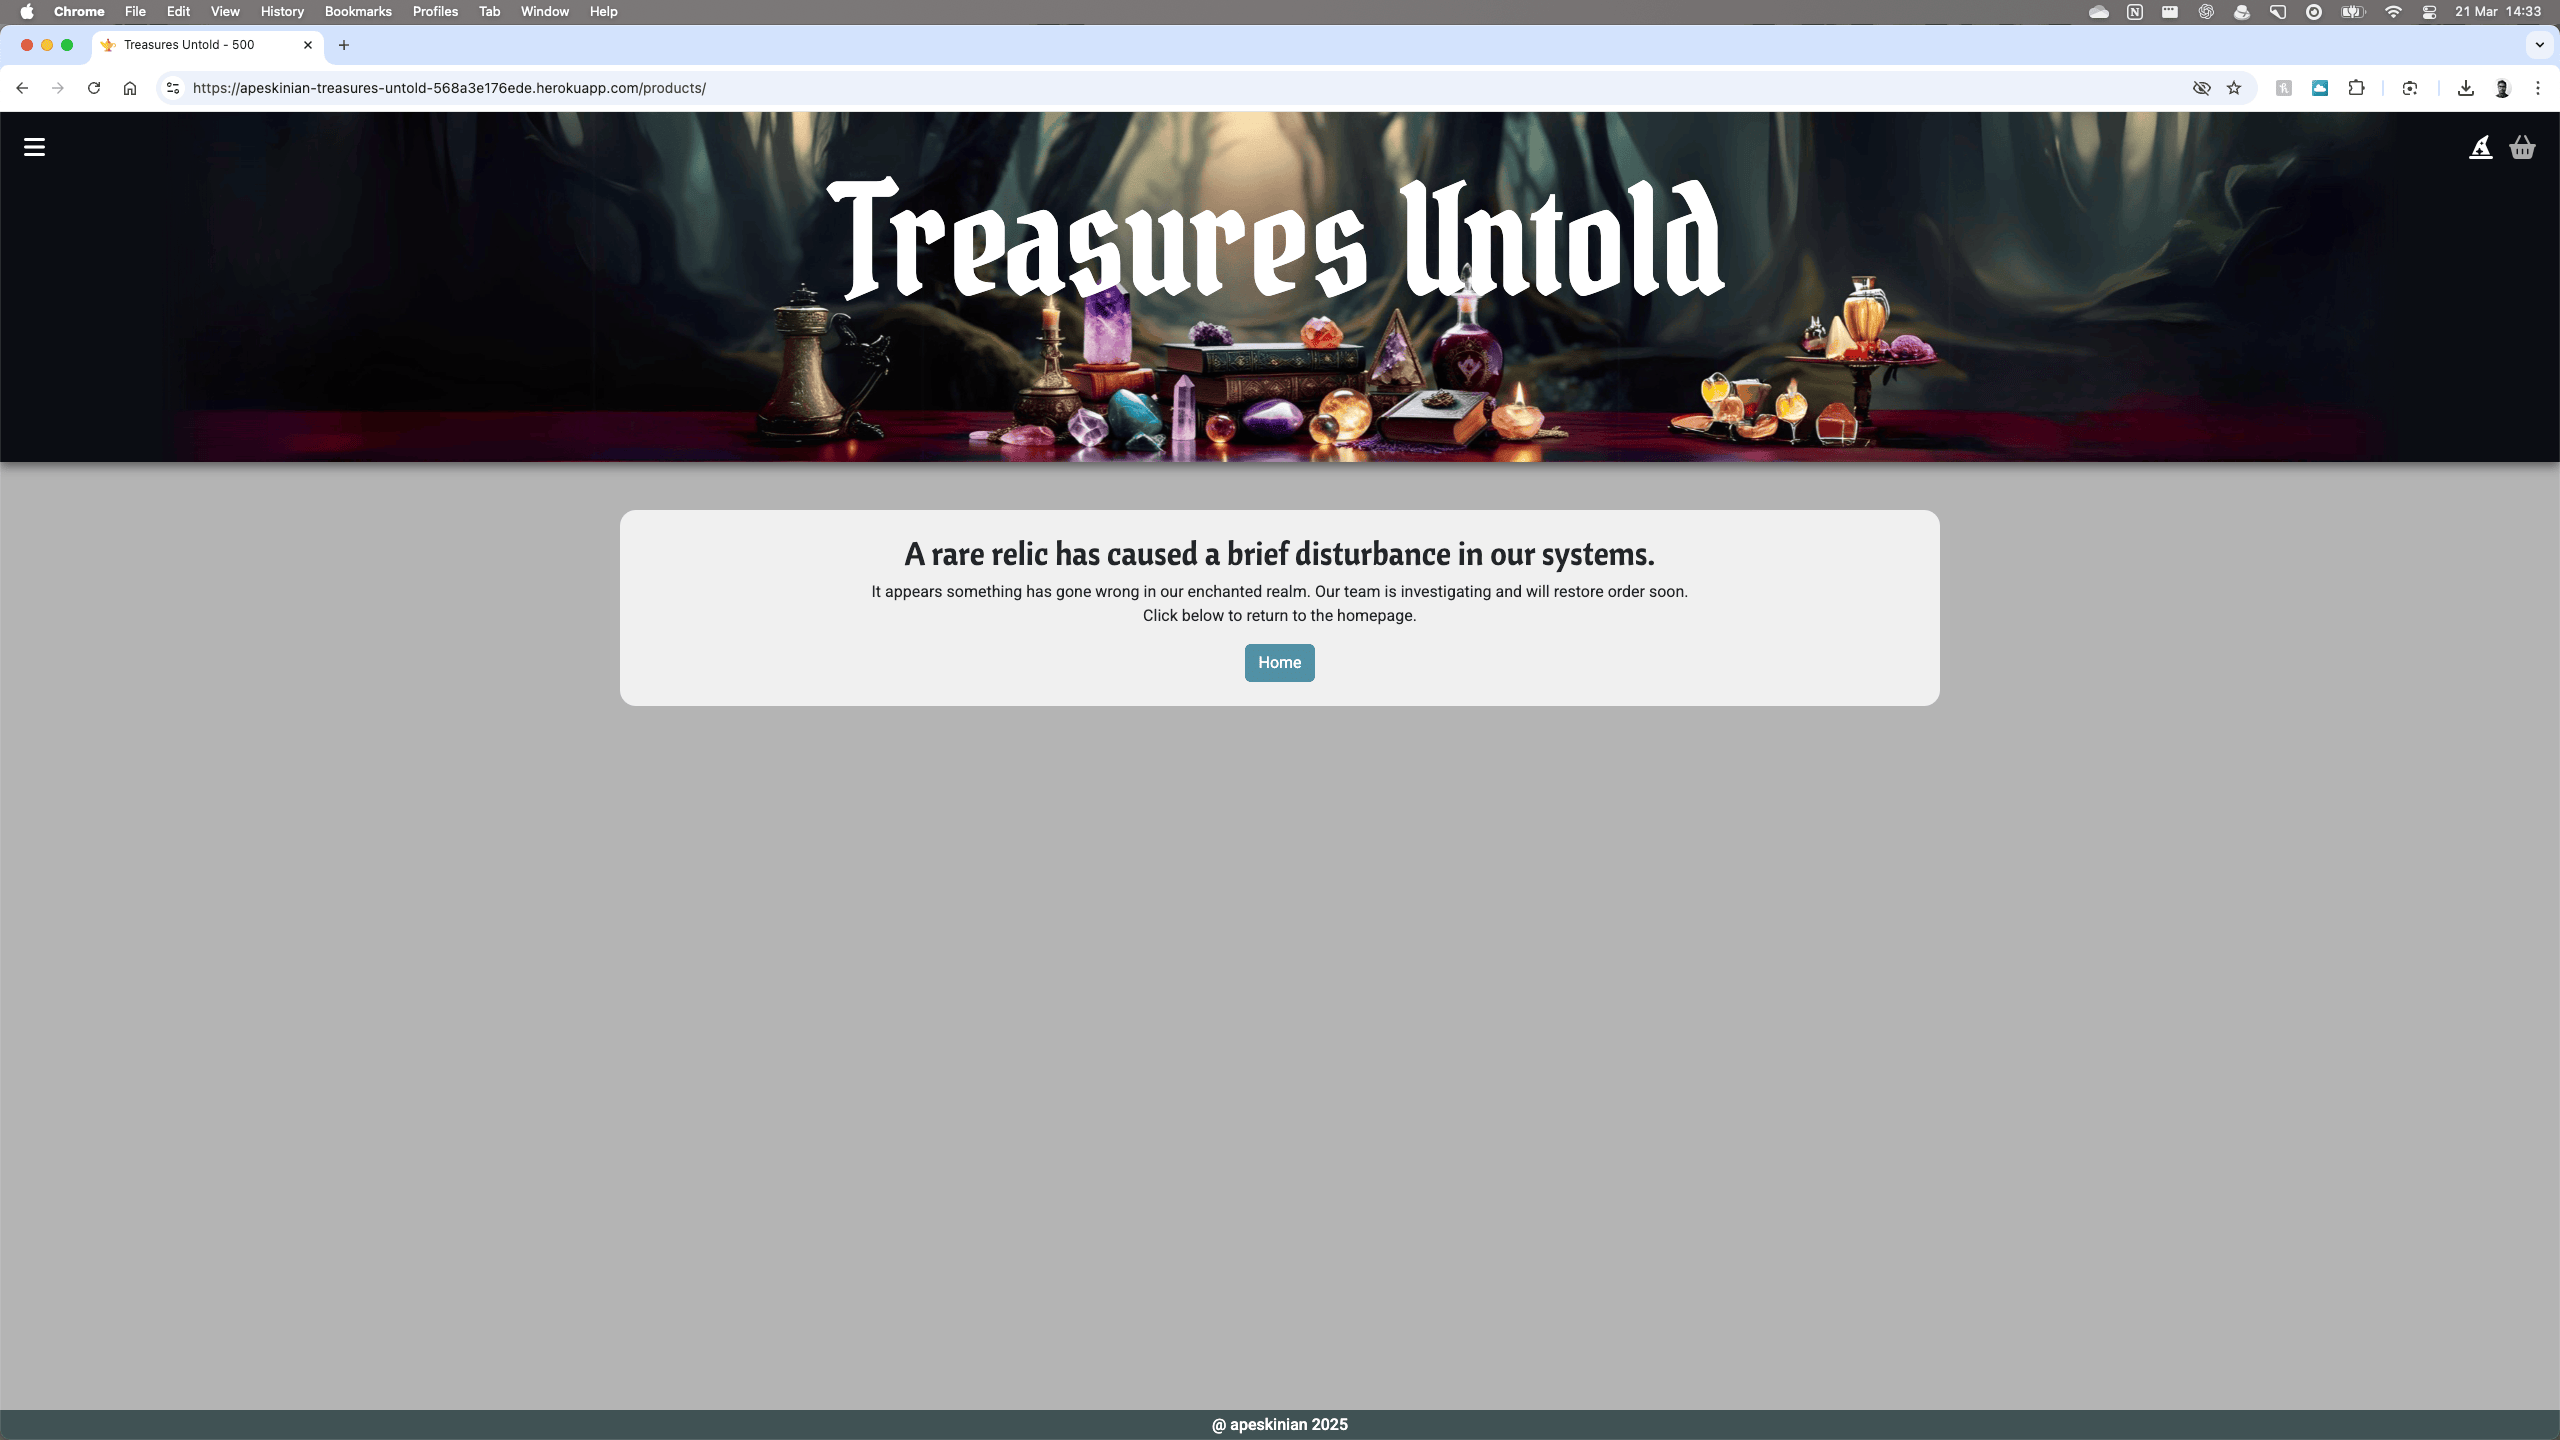 Chrome File Edit View History Bookmarks Profiles Tab Window Help 21 Mar 14:33
Treasures Untold - 500
https://apeskinian-treasures-untold-568a3e176ede.herokuapp.com/products/
Treasures Untold
A rare relic has caused a brief disturbance in our systems.
It appears something has gone wrong in our enchanted realm. Our team is investigating and will restore order soon.
Click below to return to the homepage.
Home
@ apeskinian 2025